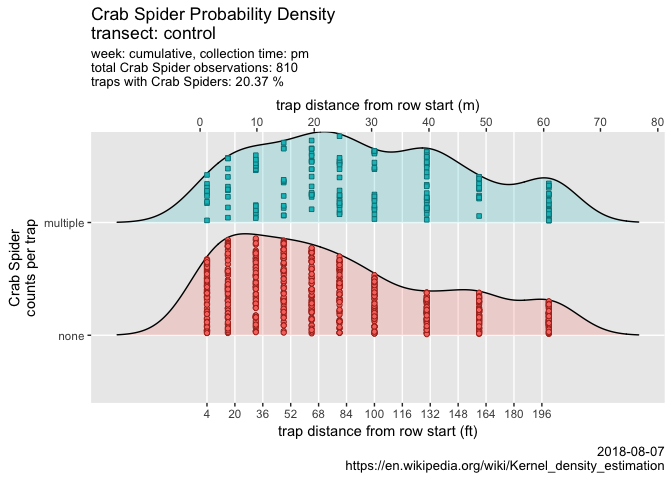 Crab Spider Probability Density
transect: control
week: cumulative, collection time: pm
total Crab Spider observations: 810
traps with Crab Spiders: 20.37 %
trap distance from row start (m)
0 10 20 30 40 50 60 70 80
Crab Spider
counts per trap
multiple
none
4 20 36 52 68 84 100 116 132 148 164 180 196
trap distance from row start (ft)
2018-08-07
https://en.wikipedia.org/wiki/Kernel_density_estimation